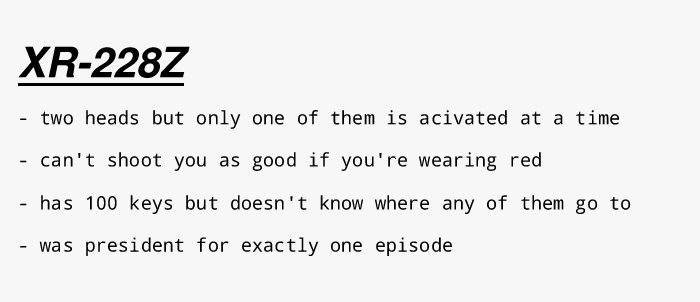 XR-228Z
- two heads but only one of them is acivated at a time
- can't shoot you as good if you're wearing red
- has 100 keys but doesn't know where any of them go to
- was president for exactly one episode